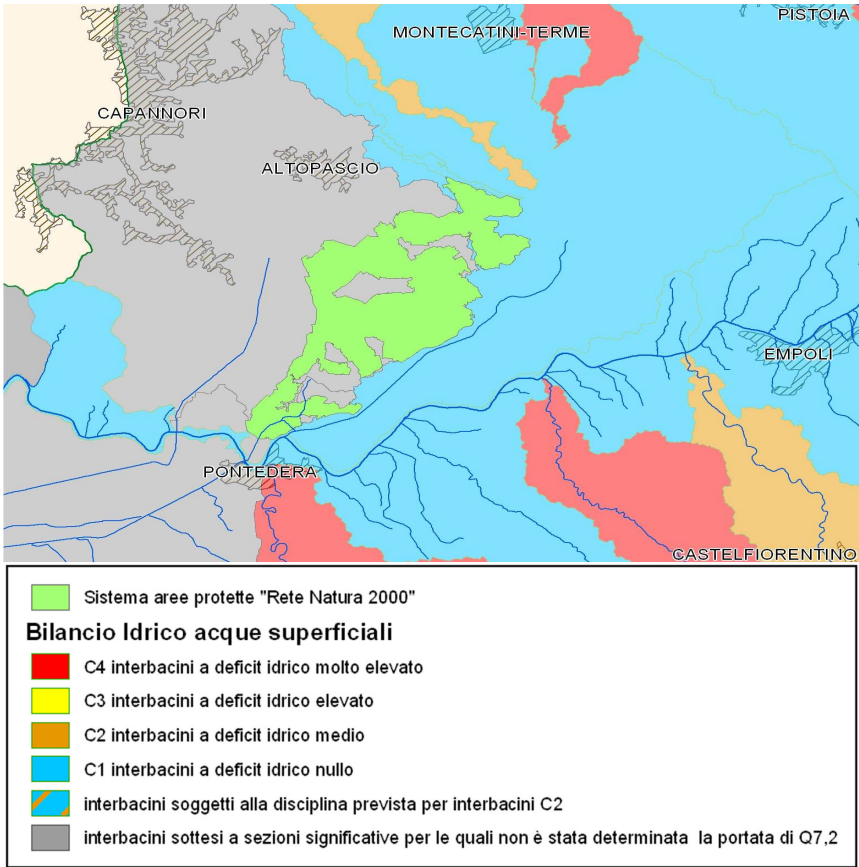 PISTOIA
MONTECATINI-TERME
CAPANNORI
ALTOPASCIO
EMPOLI
PONTEDERA
CASTELFIORENTINO
Sistema aree protette "Rete Natura 2000"
Bilancio Idrico acque superficiali
C4 interbacini a deficit idrico molto elevato
C3 interbacini a deficit idrico elevato
C2 interbacini a deficit idrico medio
C1 interbacini a deficit idrico nullo
interbacini soggetti alla disciplina prevista per interbacini C2
interbacini sottesi a sezioni significative per le quali non è stata determinata la portata di Q7,2